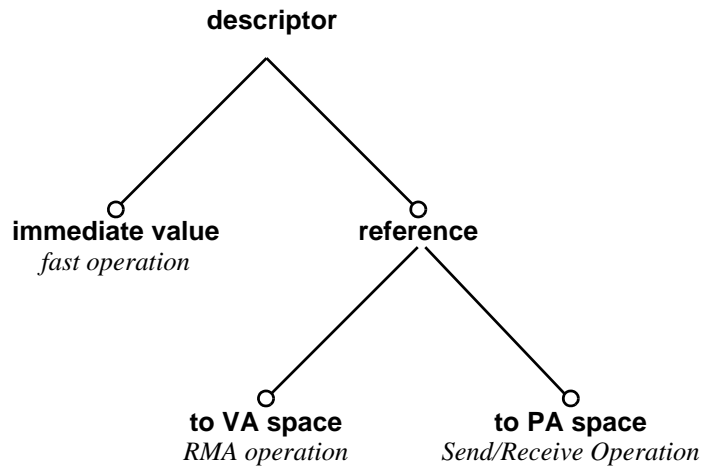 descriptor
immediate value
fast operation
reference
to VA space
RMA operation
to PA space
Send/Receive Operation